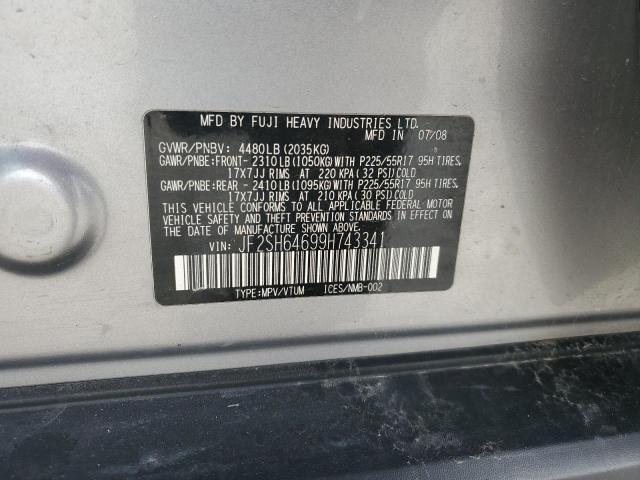 MFD BY FUJI HEAVY INDUSTRIES LTD.
MFD IN 07/08
GVWR/PNBV: 4480LB(2035KG)
GAWR/PNBE:FRONT- 2310LB(1050KG)WITH P225/55R17 95H TIRES
17X7JJ RIMS AT 220 KPA(32 PSI)COLD
GAWR/PNBE:REAR - 2410LB(1095KG)WITH P225/55R17 95H TIRES
17X7JJ RIMS AT 210 KPA(30 PSI)COLD
THIS VEHICLE CONFORMS TO ALL APPLICABLE FEDERAL MOTOR
VEHICLE SAFETY AND THEFT PREVENTION STANDARDS IN EFFECT
ON THE DATE OF MANUFACTURE SHOWN ABOVE.
VIN: JF2SH64699H743341
TYPE:MPV/VTUM ICES/NMB-002